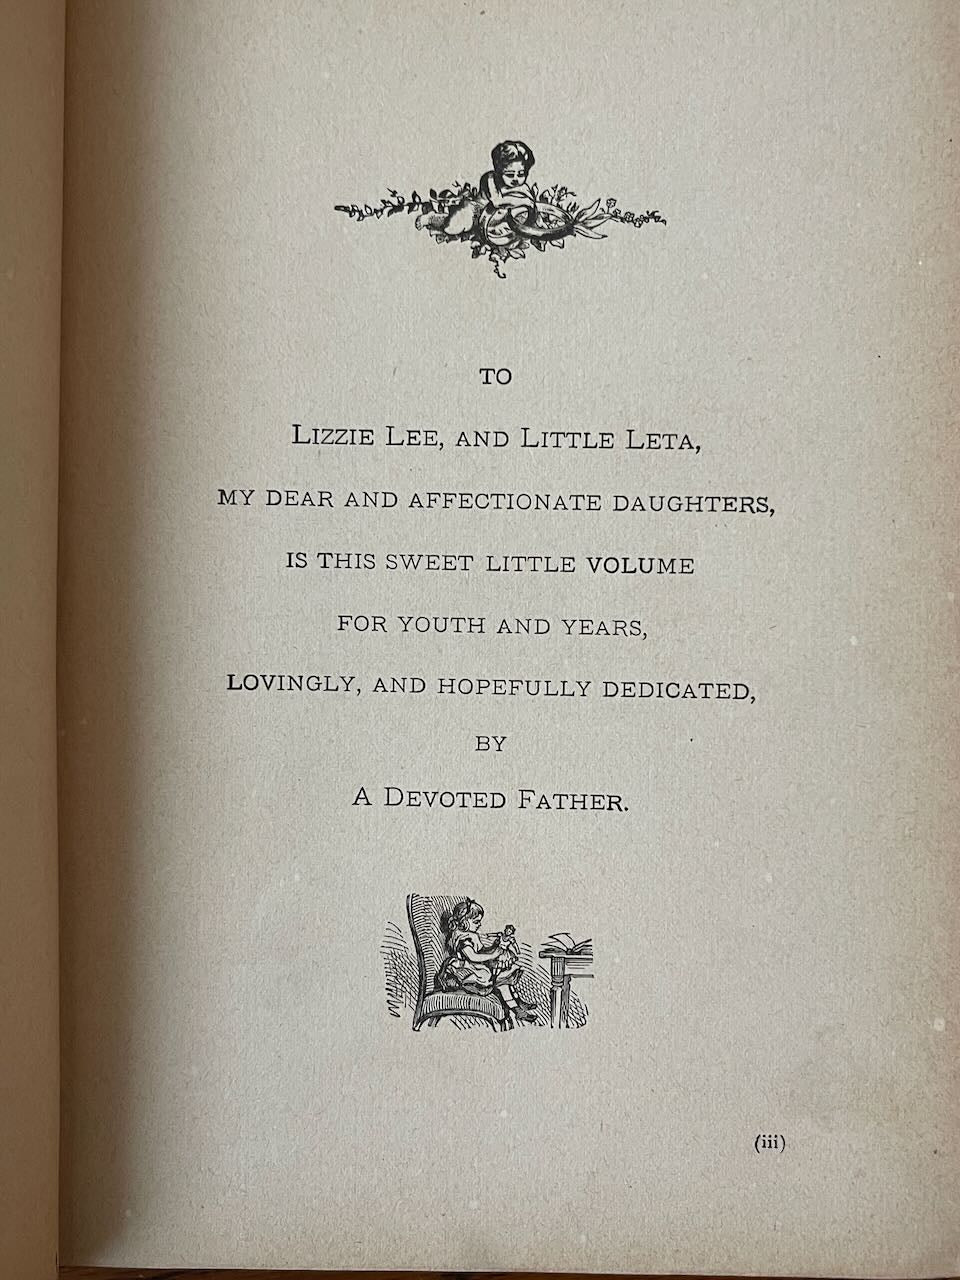 TO
LIZZIE LEE, AND LITTLE LETA,
MY DEAR AND AFFECTIONATE DAUGHTERS,
IS THIS SWEET LITTLE VOLUME
FOR YOUTH AND YEARS,
LOVINGLY, AND HOPEFULLY DEDICATED,
BY
A DEVOTED FATHER.
(iii)